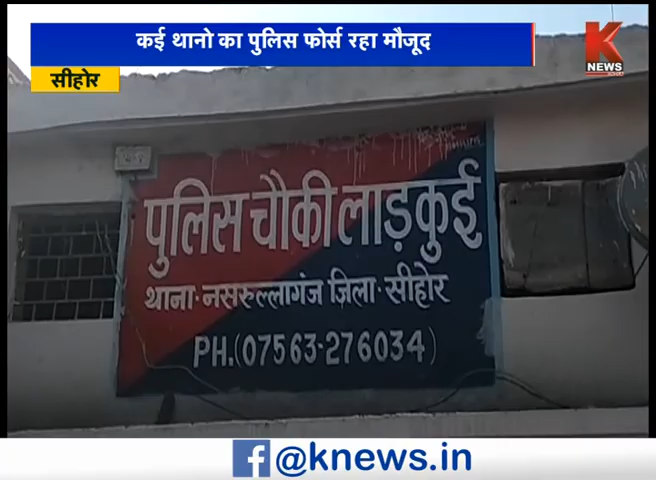 कई थानो का पुलिस फोर्स रहा मौजूद
K
NEWS
सीहोर
पुलिस चौकी लाड़कुई
थाना·नसरुल्लागंज ज़िला·सीहोर
PH.(07563-276034)
f @knews.in